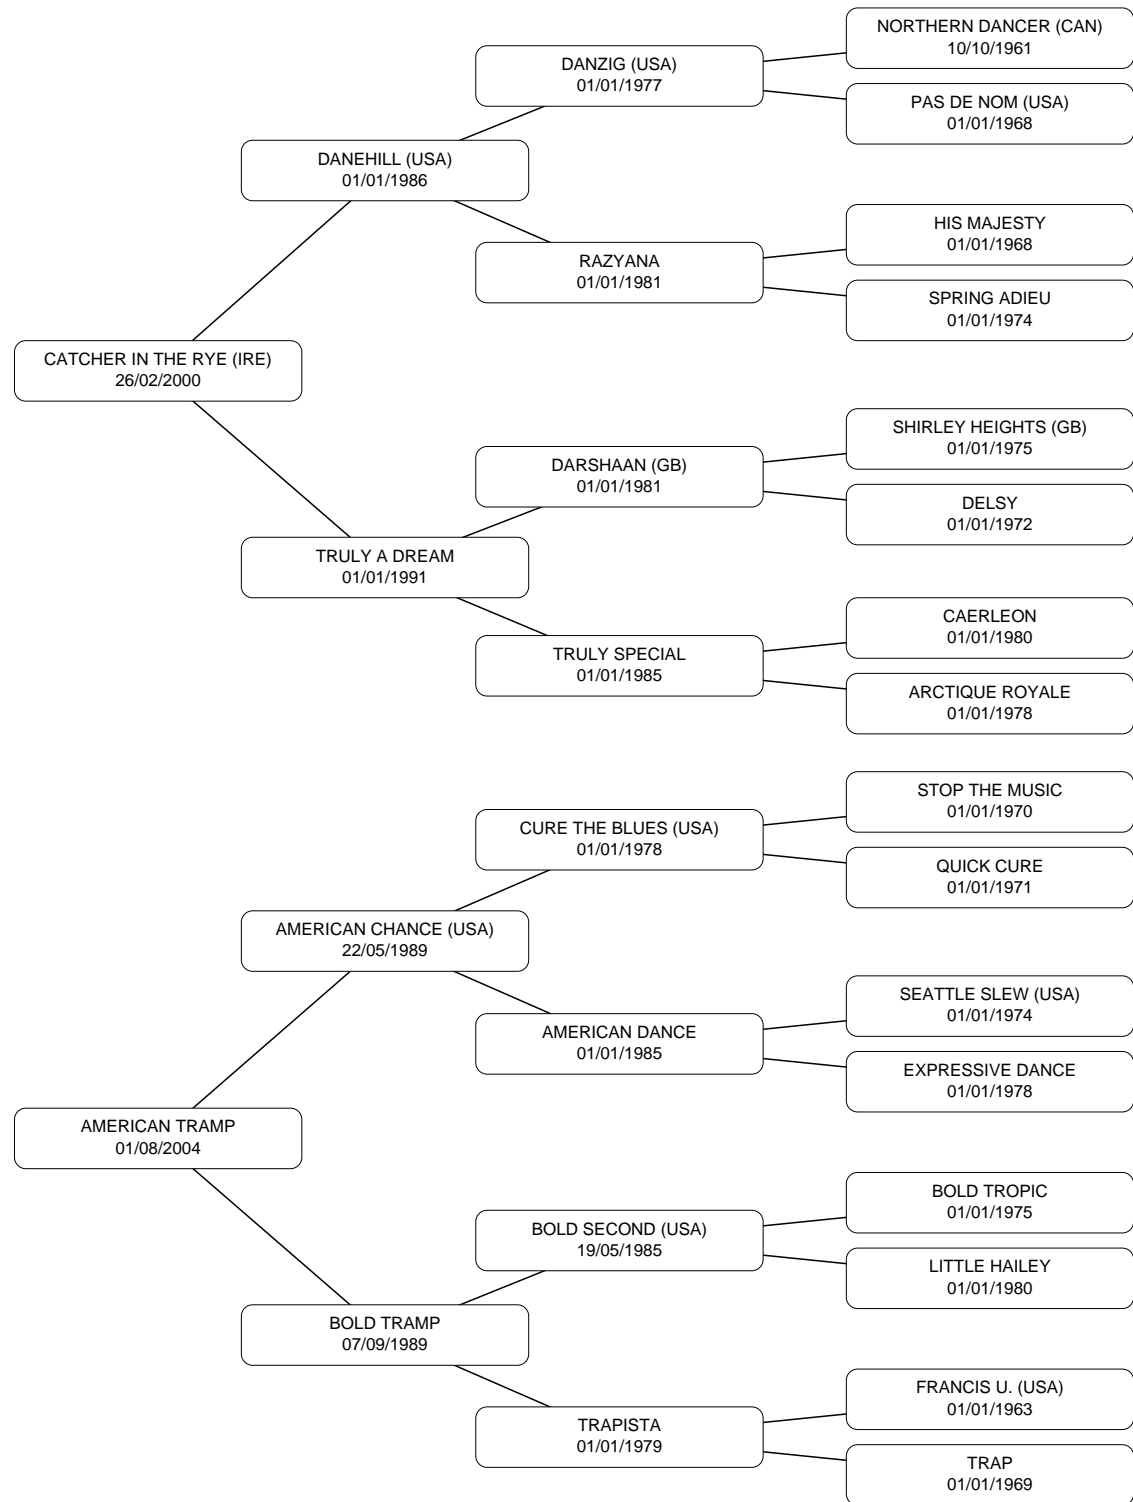 NORTHERN DANCER (CAN)
10/10/1961
DANZIG (USA)
01/01/1977
PAS DE NOM (USA)
01/01/1968
DANEHILL (USA)
01/01/1986
HIS MAJESTY
01/01/1968
RAZYANA
01/01/1981
SPRING ADIEU
01/01/1974
CATCHER IN THE RYE (IRE)
26/02/2000
SHIRLEY HEIGHTS (GB)
01/01/1975
DARSHAAN (GB)
01/01/1981
DELSY
01/01/1972
TRULY A DREAM
01/01/1991
CAERLEON
01/01/1980
TRULY SPECIAL
01/01/1985
ARCTIQUE ROYALE
01/01/1978
STOP THE MUSIC
01/01/1970
CURE THE BLUES (USA)
01/01/1978
QUICK CURE
01/01/1971
AMERICAN CHANCE (USA)
22/05/1989
SEATTLE SLEW (USA)
01/01/1974
AMERICAN DANCE
01/01/1985
EXPRESSIVE DANCE
01/01/1978
AMERICAN TRAMP
01/08/2004
BOLD TROPIC
01/01/1975
BOLD SECOND (USA)
19/05/1985
LITTLE HAILEY
01/01/1980
BOLD TRAMP
07/09/1989
FRANCIS U. (USA)
01/01/1963
TRAPISTA
01/01/1979
TRAP
01/01/1969